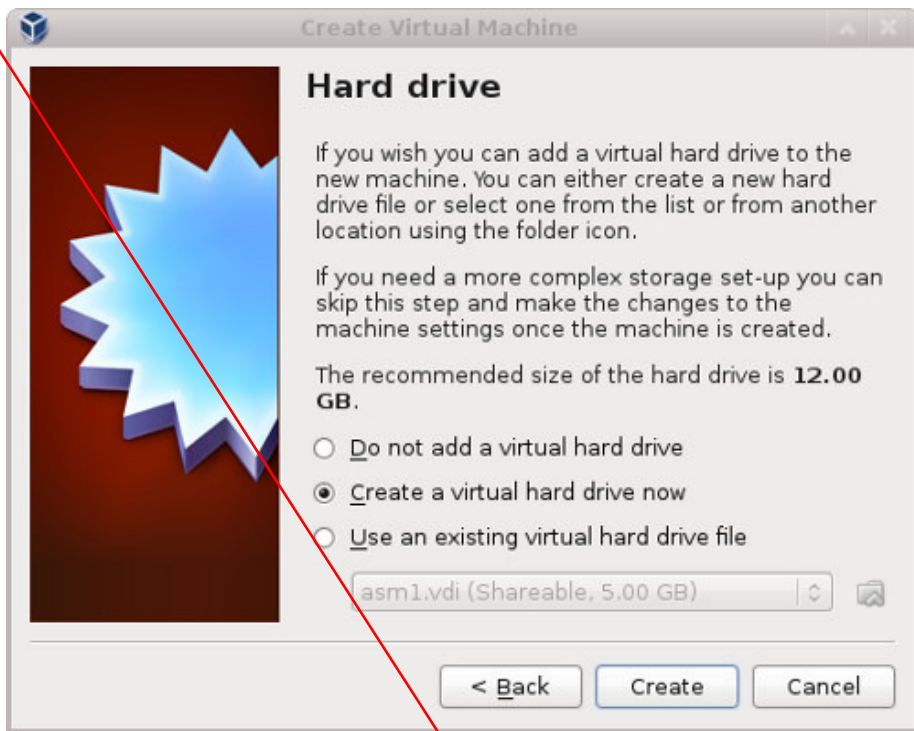 Create Virtual Machine
Hard drive
If you wish you can add a virtual hard drive to the
new machine. You can either create a new hard
drive file or select one from the list or from another
location using the folder icon.
If you need a more complex storage set-up you can
skip this step and make the changes to the
machine settings once the machine is created.
The recommended size of the hard drive is 12.00
GB.
Do not add a virtual hard drive
Create a virtual hard drive now
Use an existing virtual hard drive file
asm1.vdi (Shareable, 5.00 GB)
< Back Create Cancel